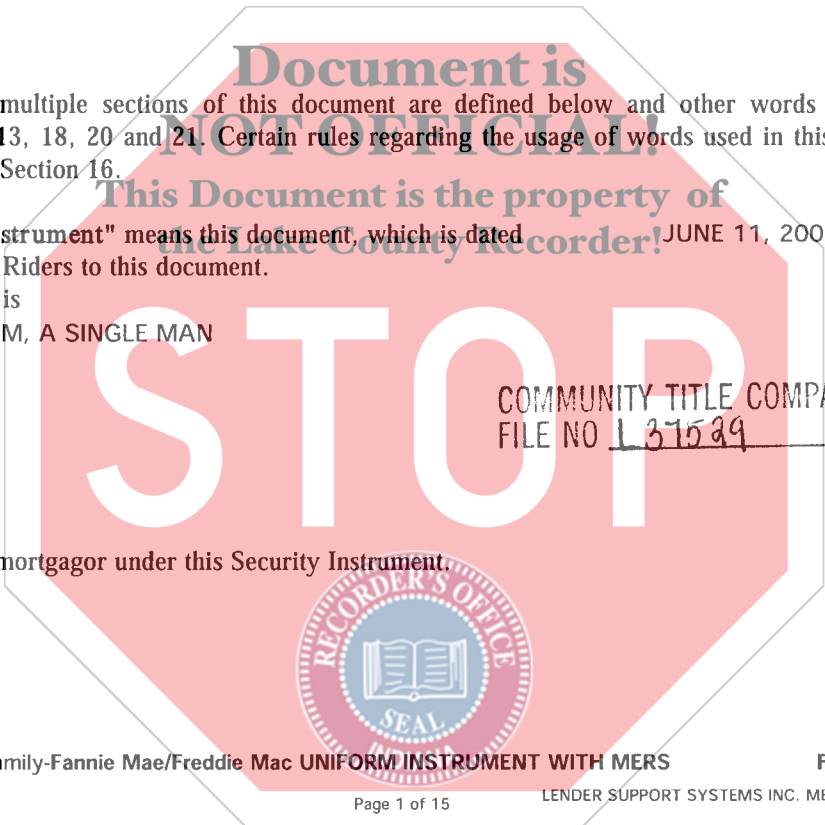 Document is
multiple sections of this document are defined below and other words
13, 18, 20 and 21. Certain rules regarding the usage of words used in this
NOT OFFICIAL!
Section 16.
This Document is the property of
strument" means this document, which is dated JUNE 11, 200
the Lake County Recorder!
Riders to this document.
is
M, A SINGLE MAN
STOP
COMMUNITY TITLE COMPA
FILE NO L 37529
mortgagor under this Security Instrument.
RECORDER'S OFFICE
SEAL
INDIANA
mily-Fannie Mae/Freddie Mac UNIFORM INSTRUMENT WITH MERS F
Page 1 of 15
LENDER SUPPORT SYSTEMS INC. ME